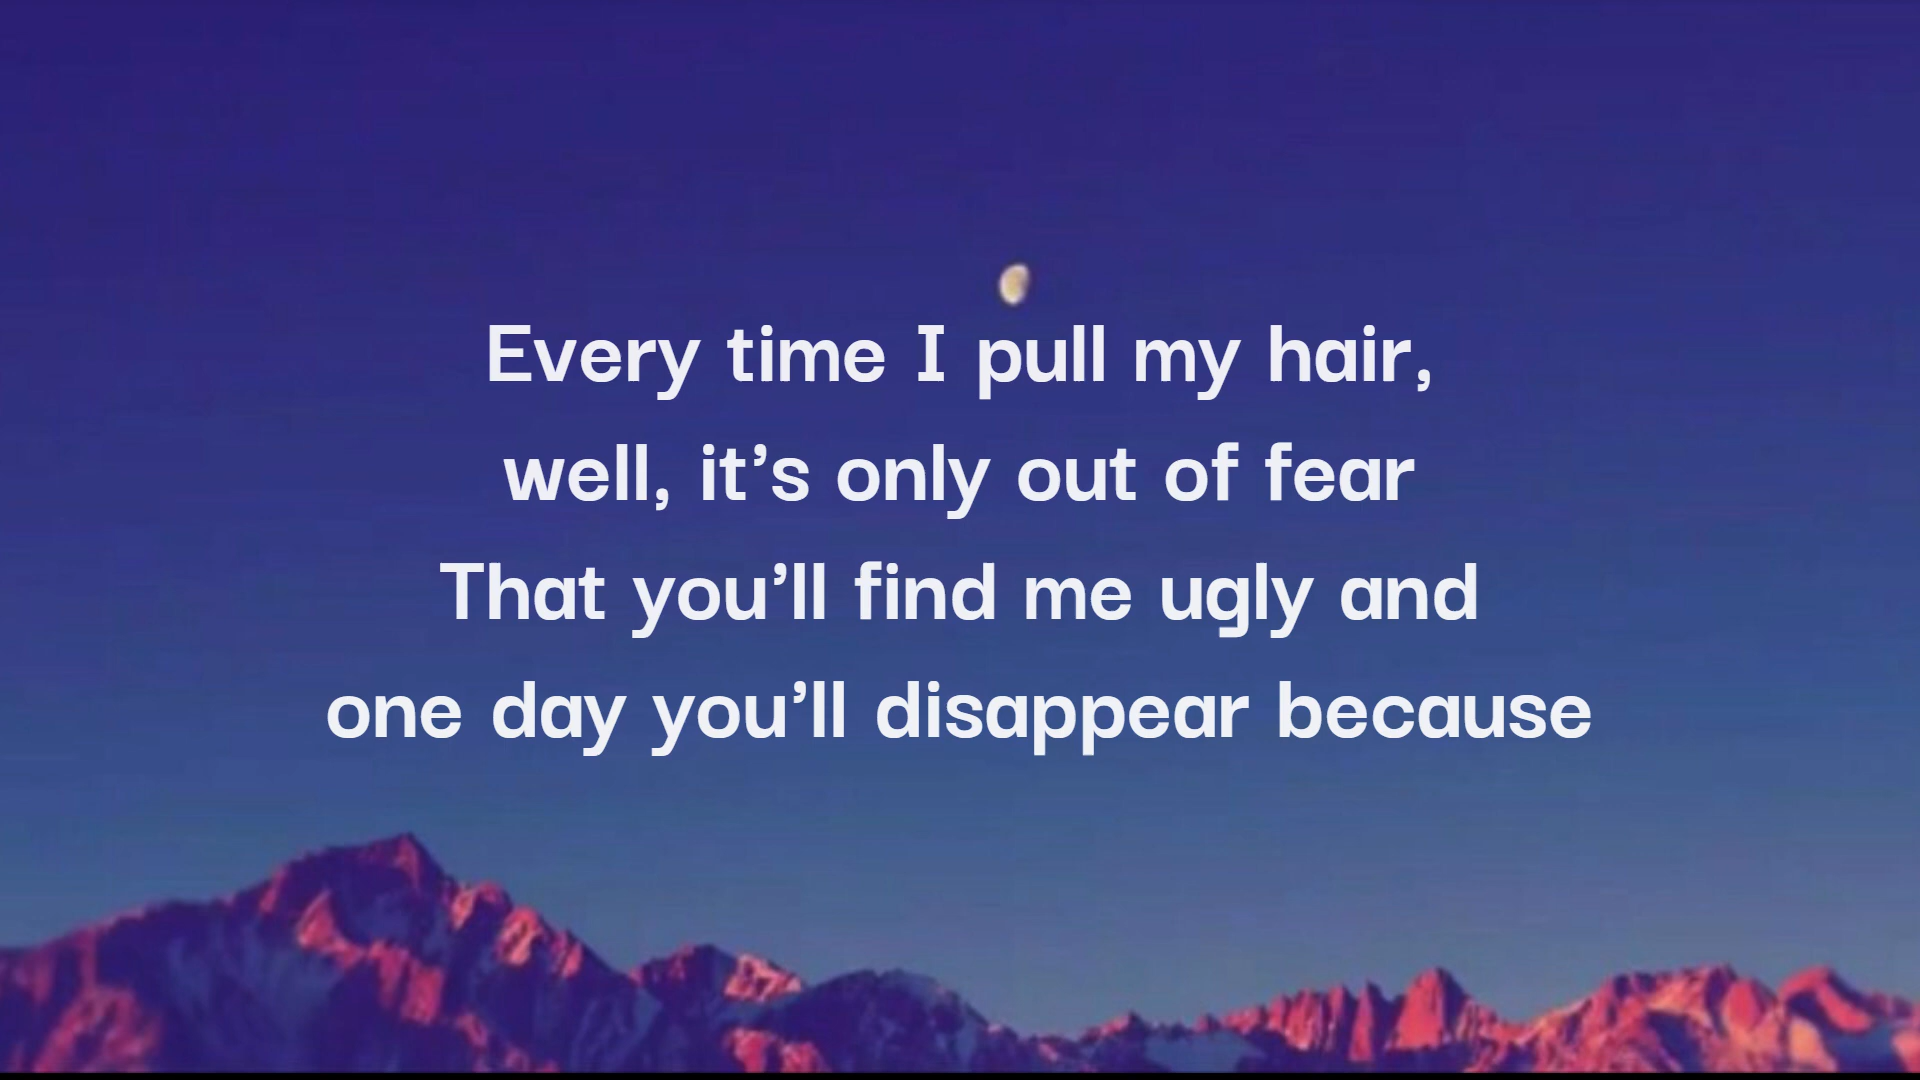 Every time I pull my hair,
well, it’s only out of fear
That you’ll find me ugly and
one day you’ll disappear because